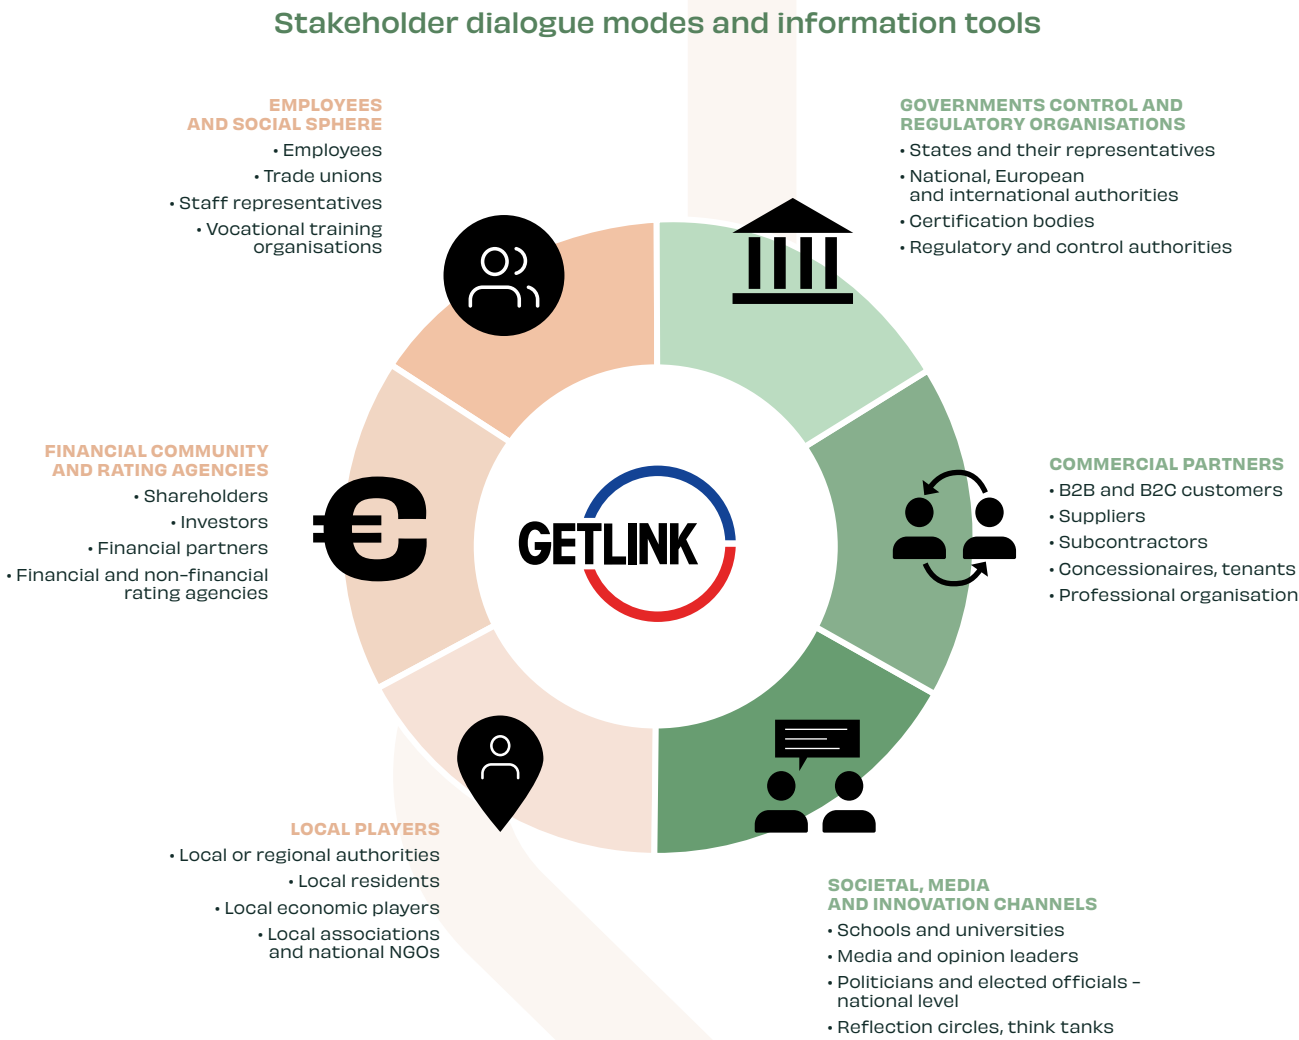 Stakeholder dialogue modes and information tools
EMPLOYEES
AND SOCIAL SPHERE
• Employees
• Trade unions
• Staff representatives
• Vocational training
organisations
GOVERNMENTS CONTROL AND
REGULATORY ORGANISATIONS
• States and their representatives
• National, European
and international authorities
• Certification bodies
• Regulatory and control authorities
FINANCIAL COMMUNITY
AND RATING AGENCIES
• Shareholders
• Investors
• Financial partners
• Financial and non-financial
rating agencies
GETLINK
COMMERCIAL PARTNERS
• B2B and B2C customers
• Suppliers
• Subcontractors
• Concessionaires, tenants
• Professional organisation
LOCAL PLAYERS
• Local or regional authorities
• Local residents
• Local economic players
• Local associations
and national NGOs
SOCIETAL, MEDIA
AND INNOVATION CHANNELS
• Schools and universities
• Media and opinion leaders
• Politicians and elected officials -
national level
• Reflection circles, think tanks